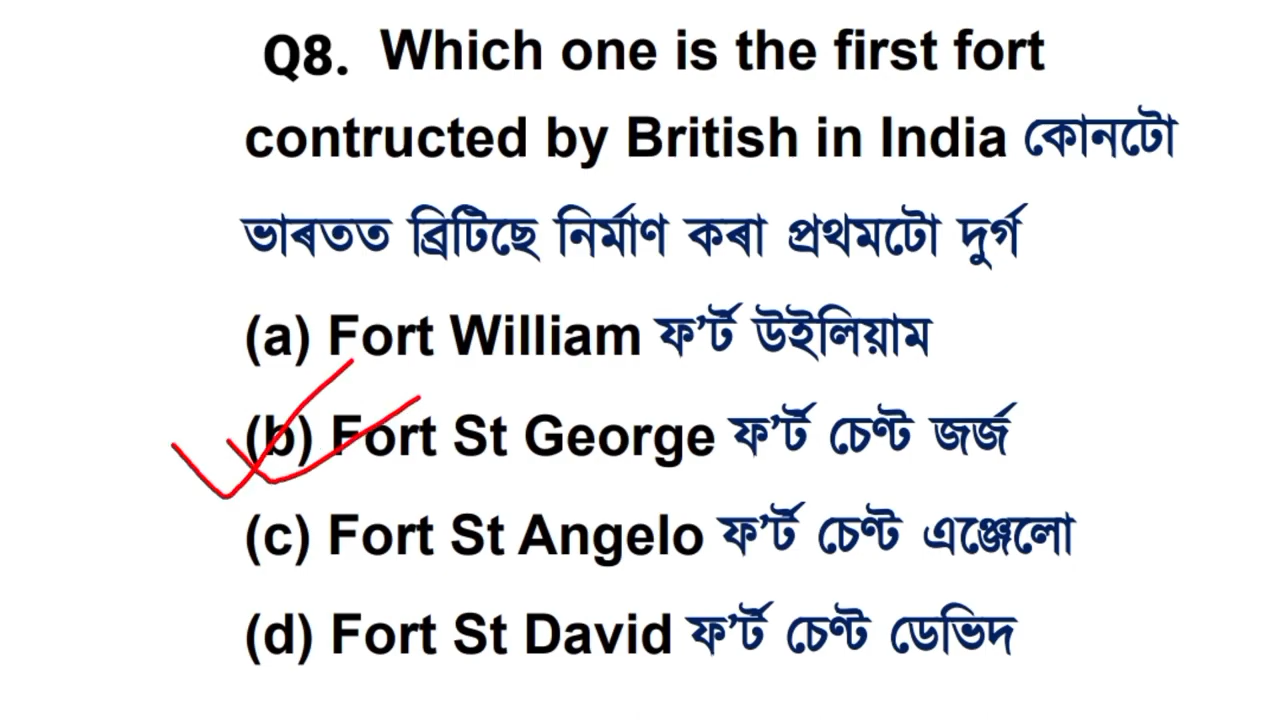 Q8. Which one is the first fort
contructed by British in India কোনটো
ভাৰতত ব্ৰিটিছে নিৰ্মাণ কৰা প্ৰথমটো দুৰ্গ
(a) Fort William ফ’ৰ্ট উইলিয়াম
(b) Fort St George ফ’ৰ্ট চেণ্ট জৰ্জ
(c) Fort St Angelo ফ’ৰ্ট চেণ্ট এঞ্জেলো
(d) Fort St David ফ’ৰ্ট চেণ্ট ডেভিদ